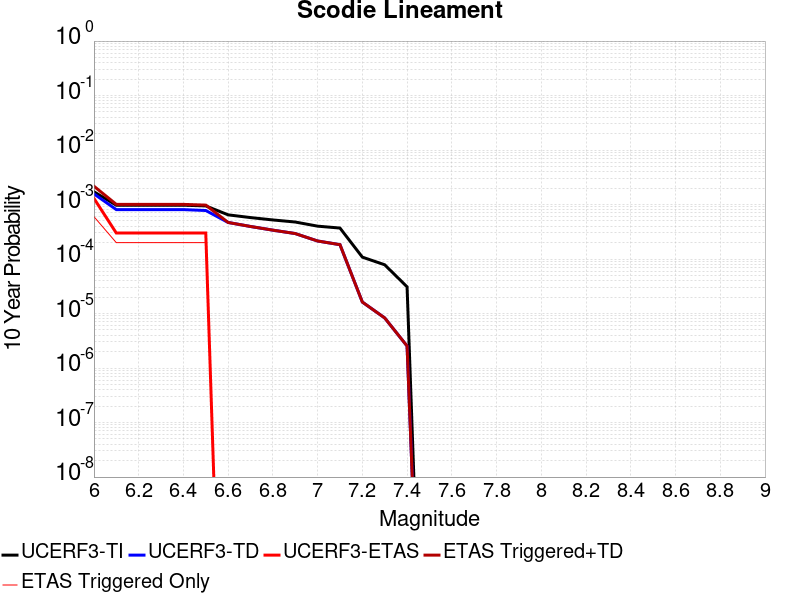 Scodie Lineament
10^0
10^-1
10^-2
10^-3
10^-4
10^-5
10^-6
10^-7
10^-8
10 Year Probability
6 6.2 6.4 6.6 6.8 7 7.2 7.4 7.6 7.8 8 8.2 8.4 8.6 8.8 9
Magnitude
UCERF3-TI UCERF3-TD UCERF3-ETAS ETAS Triggered+TD
ETAS Triggered Only